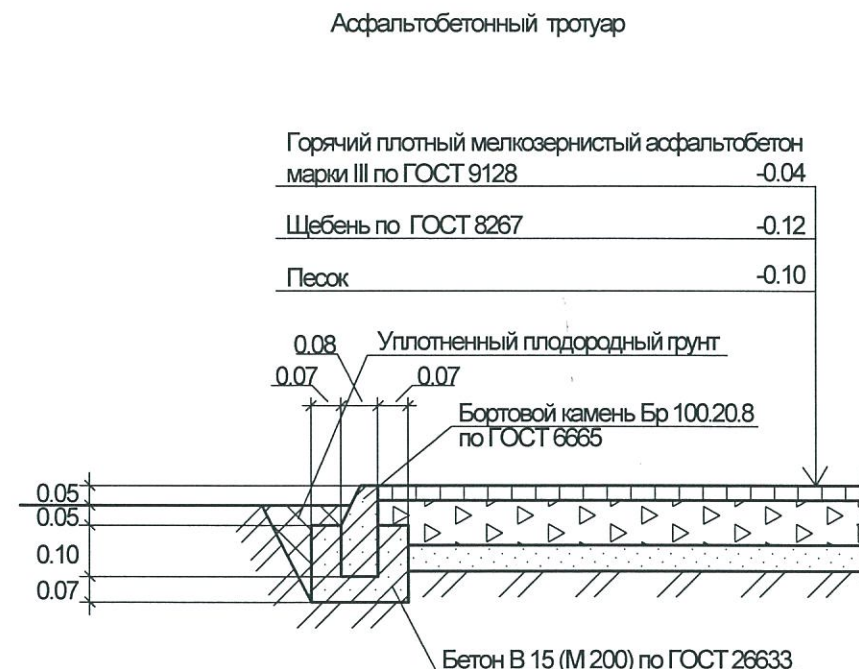 Асфальтобетонный тротуар
Горячий плотный мелкозернистый асфальтобетон
марки III по ГОСТ 9128 -0.04
Щебень по ГОСТ 8267 -0.12
Песок -0.10
0.08 Уплотненный плодородный грунт
0.07 0.07
Бортовой камень Бр 100.20.8
по ГОСТ 6665
0.05
0.05
0.10
0.07
Бетон В 15 (М 200) по ГОСТ 26633